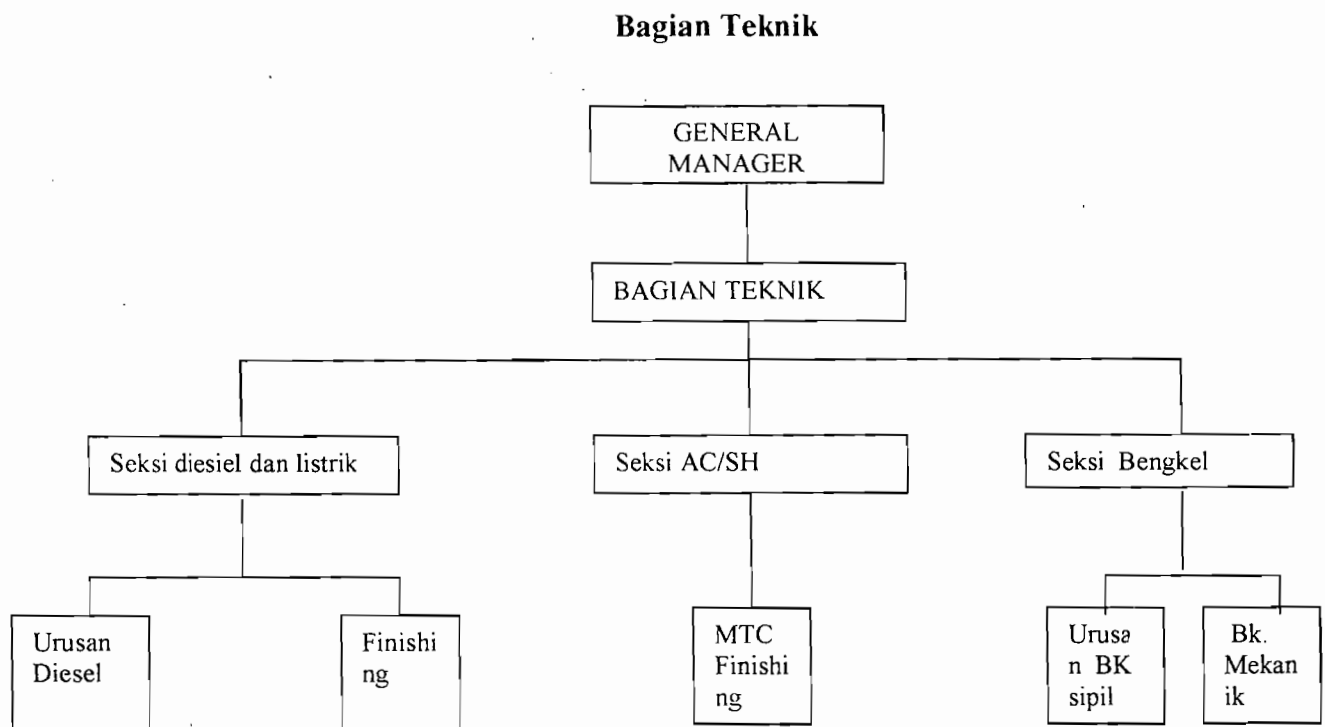 Bagian Teknik
GENERAL
MANAGER
BAGIAN TEKNIK
Seksi diesiel dan listrik
Seksi AC/SH
Seksi Bengkel
Urusan
Diesel
Finishi
ng
MTC
Finishi
ng
Urusa
n BK
sipil
Bk.
Mekan
ik